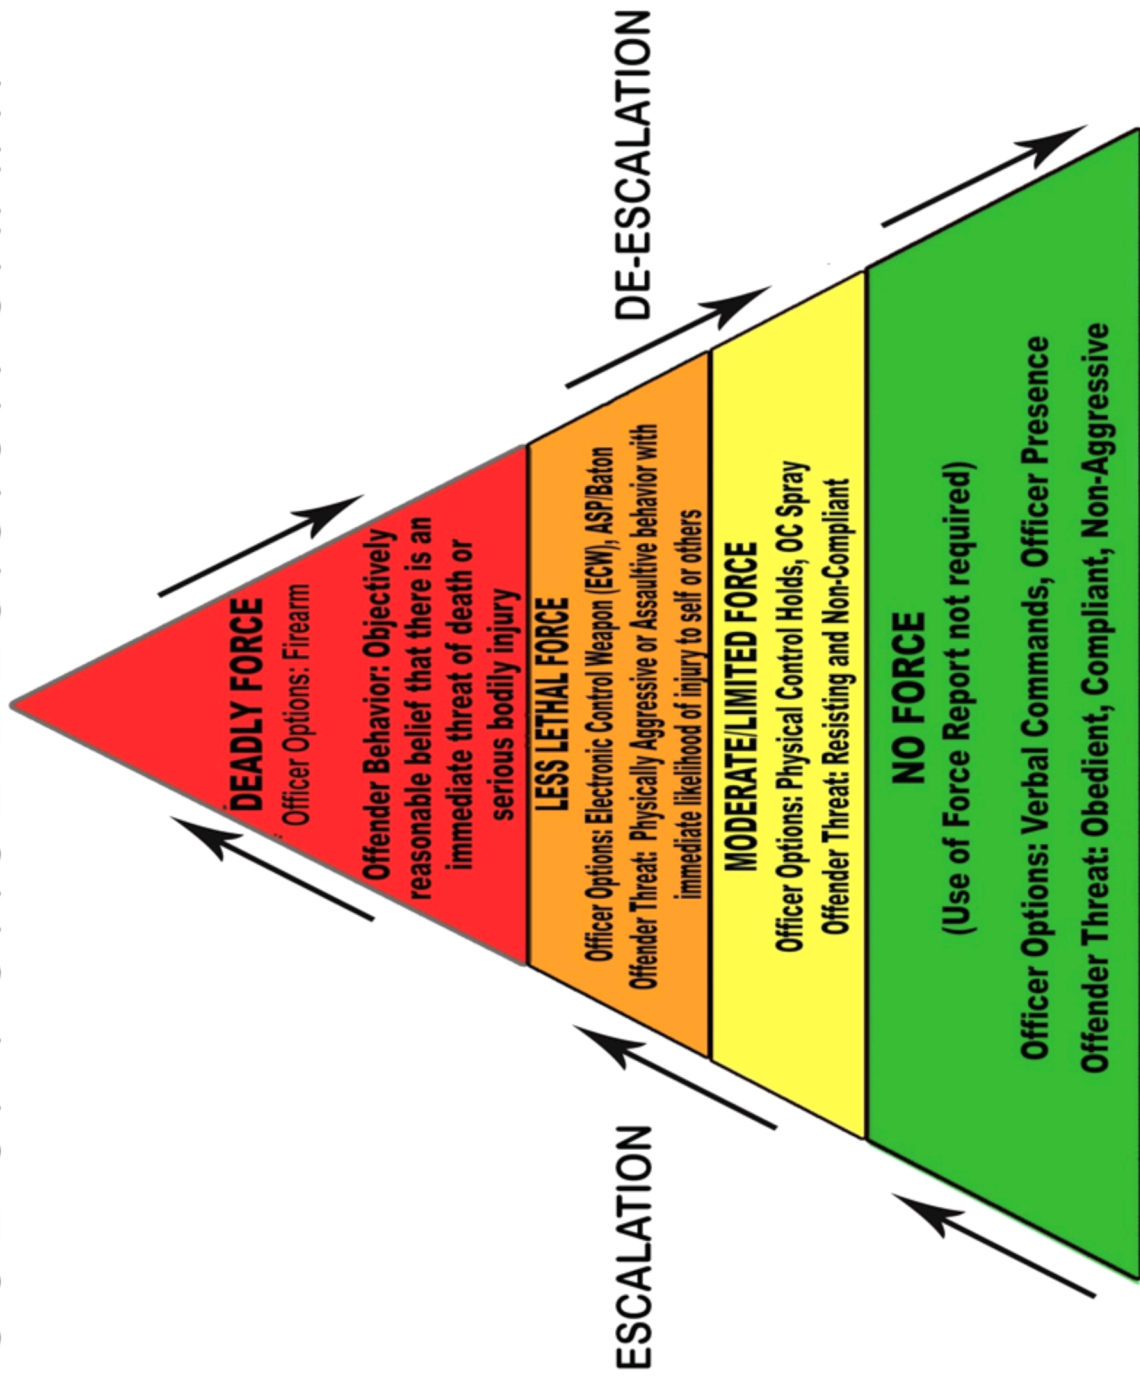 DEADLY FORCE
Officer Options: Firearm
Offender Behavior: Objectively
reasonable belief that there is an
immediate threat of death or
serious bodily injury
LESS LETHAL FORCE
Officer Options: Electronic Control Weapon (ECW), ASP/Baton
Offender Threat: Physically Aggressive or Assaultive behavior with
immediate likelihood of injury to self or others
MODERATE/LIMITED FORCE
Officer Options: Physical Control Holds, OC Spray
Offender Threat: Resisting and Non-Compliant
NO FORCE
(Use of Force Report not required)
Officer Options: Verbal Commands, Officer Presence
Offender Threat: Obedient, Compliant, Non-Aggressive
ESCALATION
DE-ESCALATION